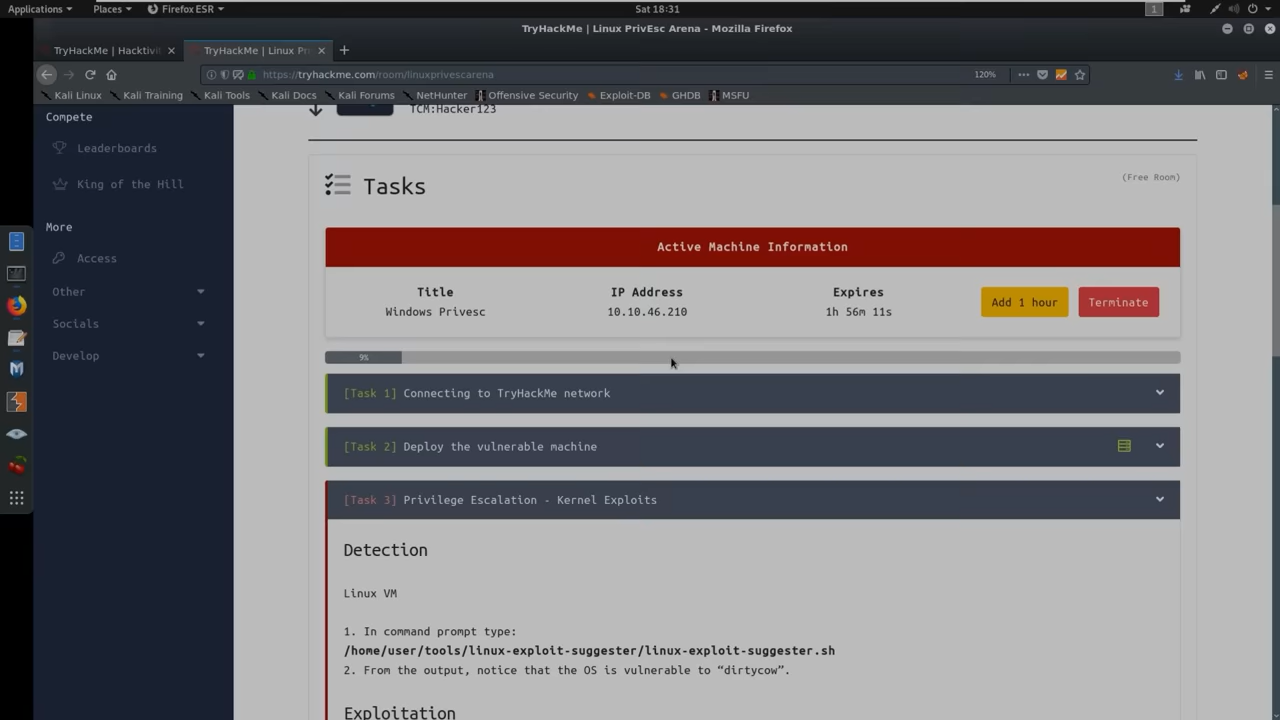 Applications Places Firefox ESR Sat 18:31 1
TryHackMe | Linux PrivEsc Arena - Mozilla Firefox
TryHackMe | Hacktivit TryHackMe | Linux Pri
https://tryhackme.com/room/linuxprivescarena 120%
Kali Linux Kali Training Kali Tools Kali Docs Kali Forums NetHunter Offensive Security Exploit-DB GHDB MSFU
TCM:Hacker123
Compete
Leaderboards
King of the Hill
More
Access
Other
Socials
Develop
Tasks
(Free Room)
Active Machine Information
Title IP Address Expires
Windows Privesc 10.10.46.210 1h 56m 11s
Add 1 hour Terminate
9%
[Task 1] Connecting to TryHackMe network
[Task 2] Deploy the vulnerable machine
[Task 3] Privilege Escalation - Kernel Exploits
Detection
Linux VM
1. In command prompt type:
/home/user/tools/linux-exploit-suggester/linux-exploit-suggester.sh
2. From the output, notice that the OS is vulnerable to “dirtycow”.
Exploitation